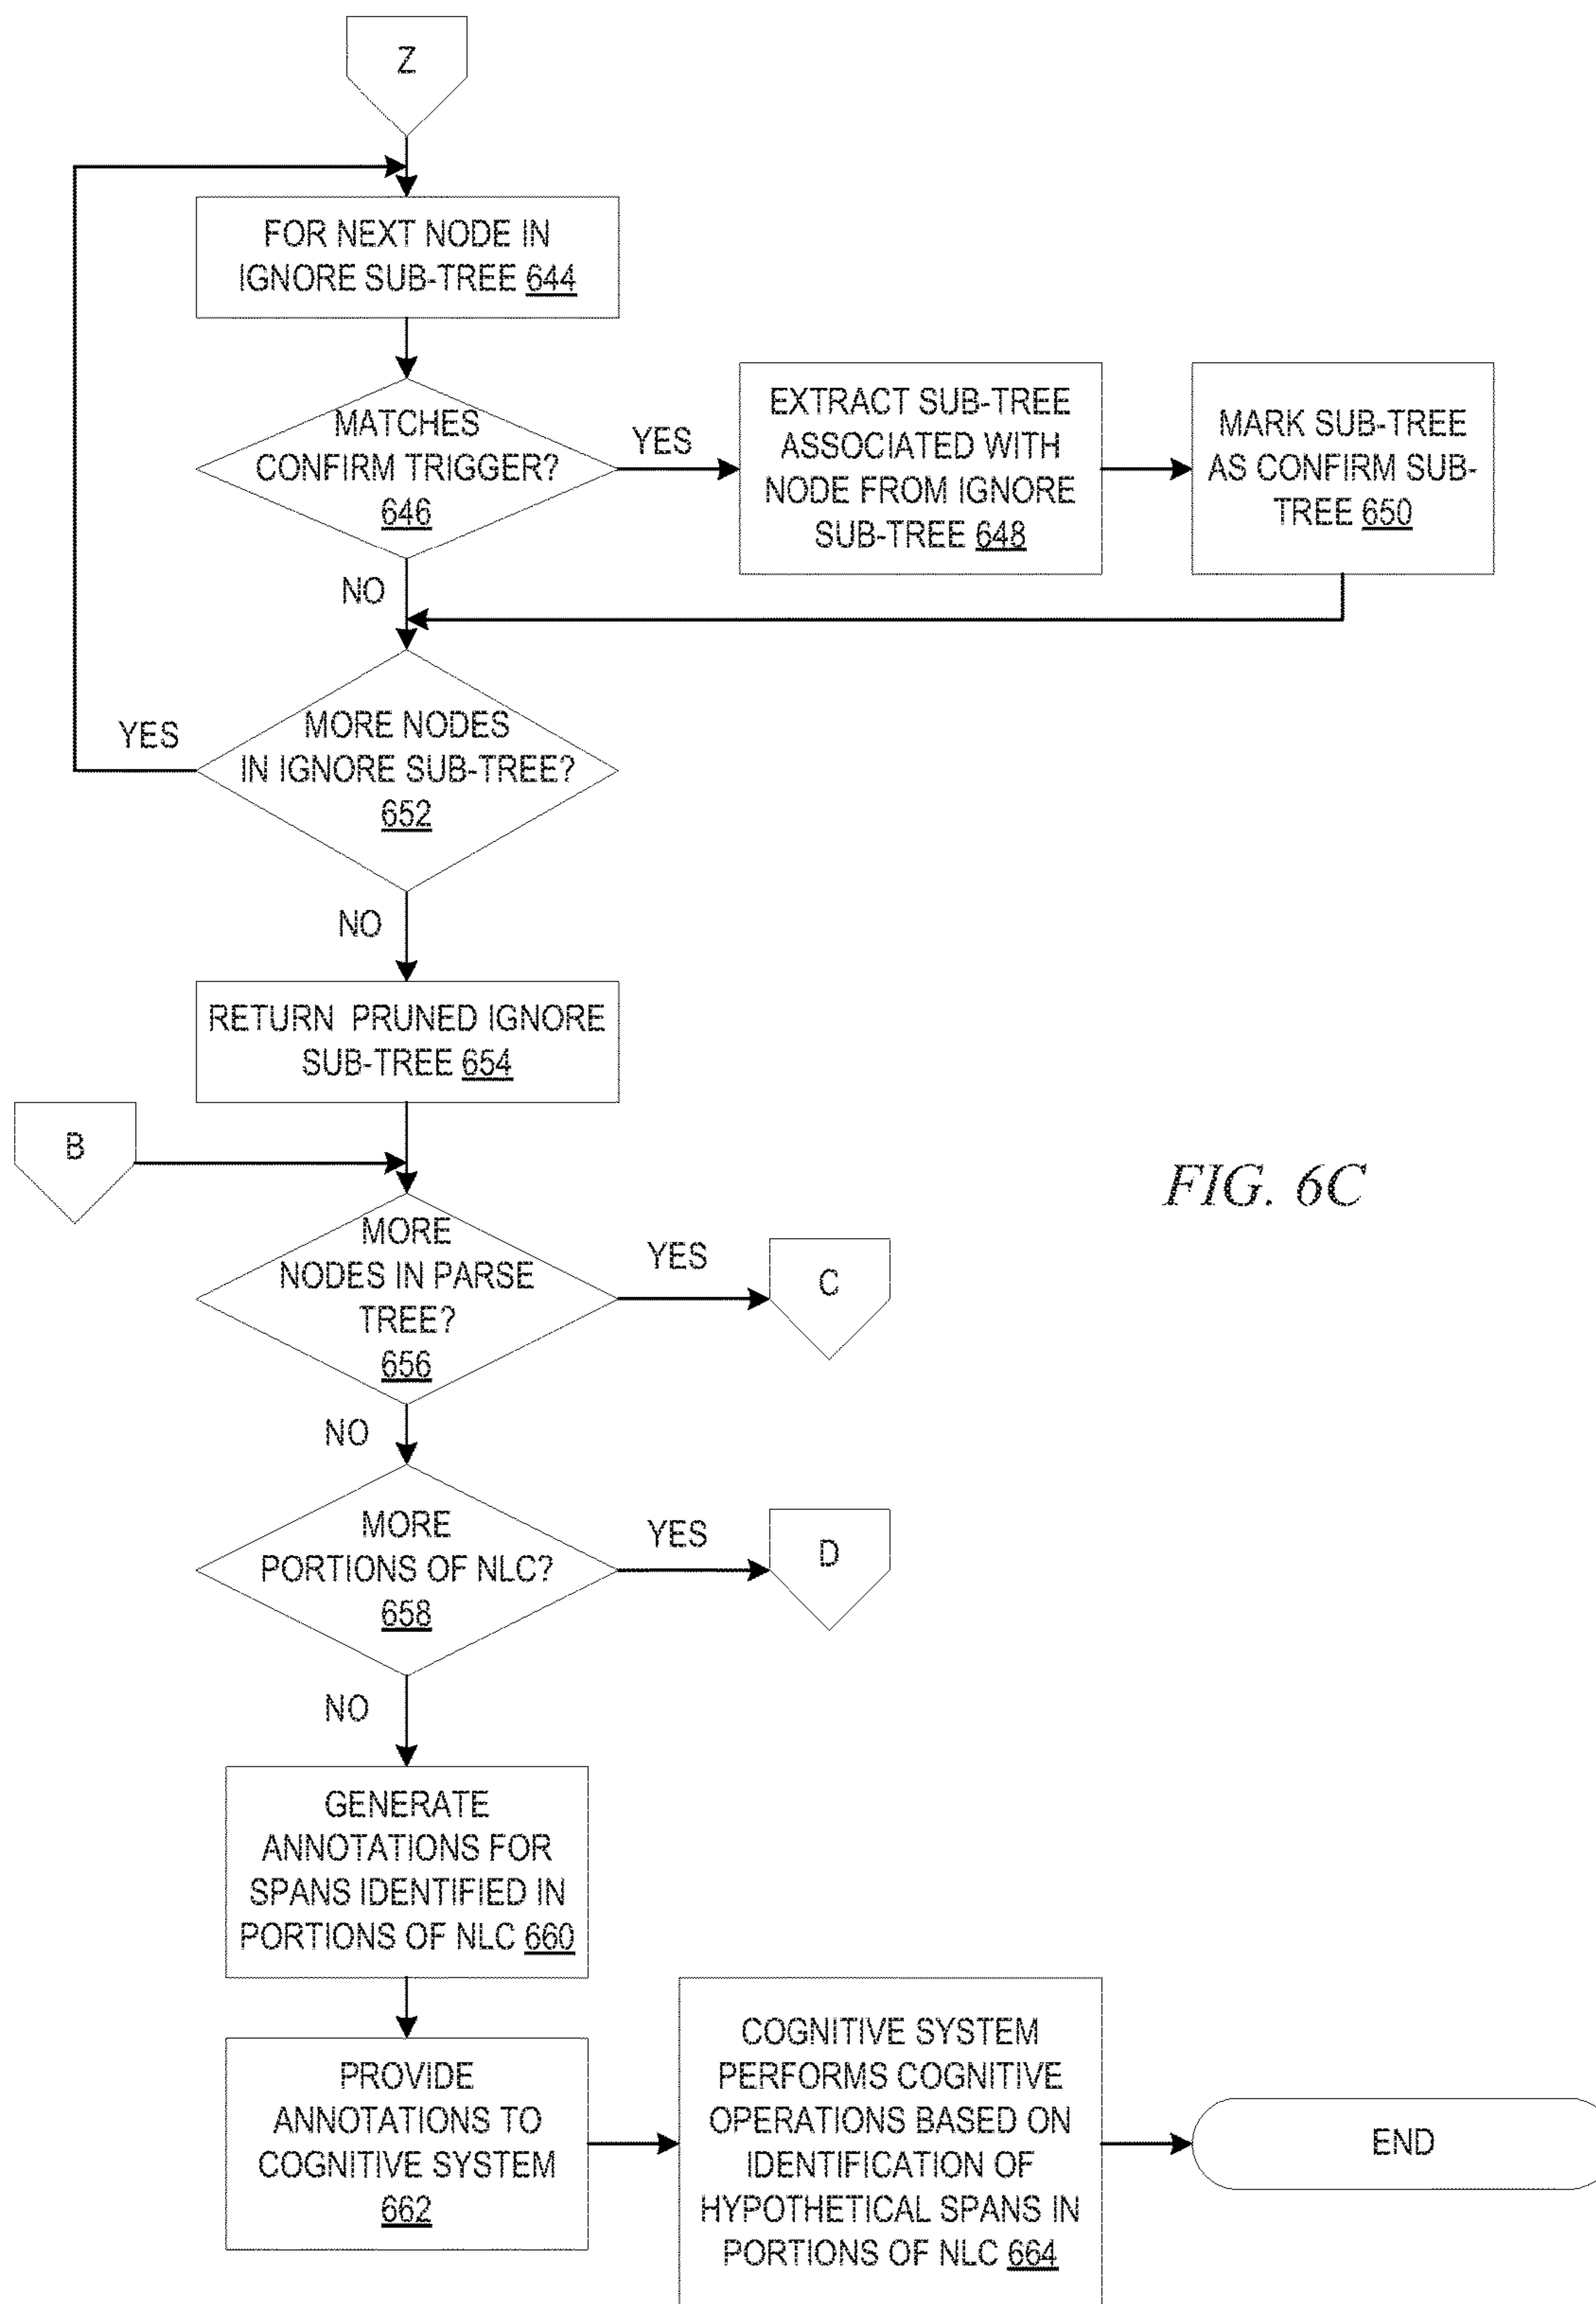 Z
FOR NEXT NODE IN
IGNORE SUB-TREE 644
MATCHES
CONFIRM TRIGGER?
646
YES
EXTRACT SUB-TREE
ASSOCIATED WITH
NODE FROM IGNORE
SUB-TREE 648
MARK SUB-TREE
AS CONFIRM SUB-
TREE 650
NO
YES
MORE NODES
IN IGNORE SUB-TREE?
652
NO
RETURN PRUNED IGNORE
SUB-TREE 654
B
FIG. 6C
MORE
NODES IN PARSE
TREE?
656
YES
C
NO
MORE
PORTIONS OF NLC?
658
YES
D
NO
GENERATE
ANNOTATIONS FOR
SPANS IDENTIFIED IN
PORTIONS OF NLC 660
PROVIDE
ANNOTATIONS TO
COGNITIVE SYSTEM
662
COGNITIVE SYSTEM
PERFORMS COGNITIVE
OPERATIONS BASED ON
IDENTIFICATION OF
HYPOTHETICAL SPANS IN
PORTIONS OF NLC 664
END